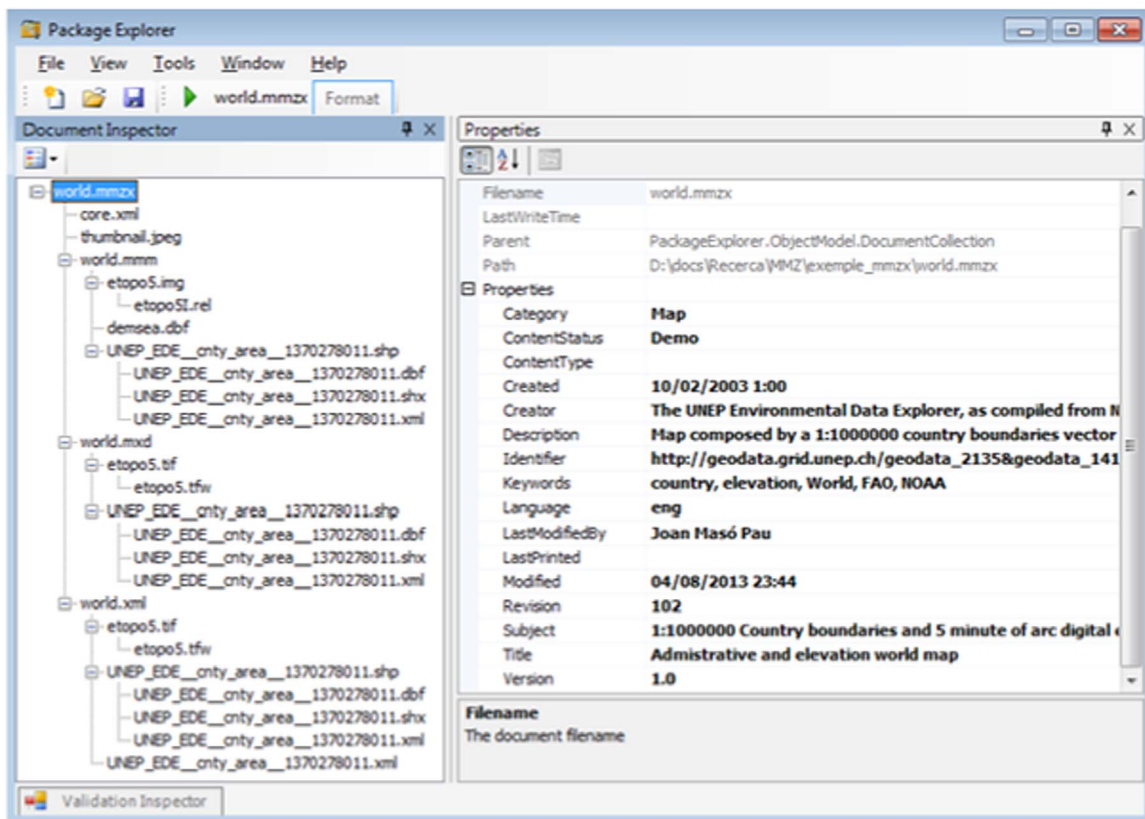 Package Explorer
File View Tools Window Help
world.mmzx Format
Document Inspector
world.mmzx
core.xml
thumbnail.jpeg
world.mmm
etopo5.img
etopo5I.rel
demsea.dbf
UNEP_EDE__cnty_area__1370278011.shp
UNEP_EDE__cnty_area__1370278011.dbf
UNEP_EDE__cnty_area__1370278011.shx
UNEP_EDE__cnty_area__1370278011.xml
world.mxd
etopo5.tif
etopo5.tfw
UNEP_EDE__cnty_area__1370278011.shp
UNEP_EDE__cnty_area__1370278011.dbf
UNEP_EDE__cnty_area__1370278011.shx
UNEP_EDE__cnty_area__1370278011.xml
world.xml
etopo5.tif
etopo5.tfw
UNEP_EDE__cnty_area__1370278011.shp
UNEP_EDE__cnty_area__1370278011.dbf
UNEP_EDE__cnty_area__1370278011.shx
UNEP_EDE__cnty_area__1370278011.xml
UNEP_EDE__cnty_area__1370278011.xml
Properties
Filename world.mmzx
LastWriteTime
Parent PackageExplorer.ObjectModel.DocumentCollection
Path D:\docs\Recerca\MMZ\exemple_mmzx\world.mmzx
Properties
Category Map
ContentStatus Demo
ContentType
Created 10/02/2003 1:00
Creator The UNEP Environmental Data Explorer, as compiled from N
Description Map composed by a 1:1000000 country boundaries vector
Identifier http://geodata.grid.unep.ch/geodata_2135&geodata_141
Keywords country, elevation, World, FAO, NOAA
Language eng
LastModifiedBy Joan Masó Pau
LastPrinted
Modified 04/08/2013 23:44
Revision 102
Subject 1:1000000 Country boundaries and 5 minute of arc digital
Title Admistrative and elevation world map
Version 1.0
Filename
The document filename
Validation Inspector